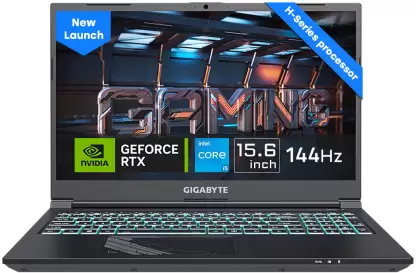 New
Launch
H-Series processor
GAMING
NVIDIA
GEFORCE
RTX
intel
CORE
i5
15.6
inch
144Hz
GIGABYTE